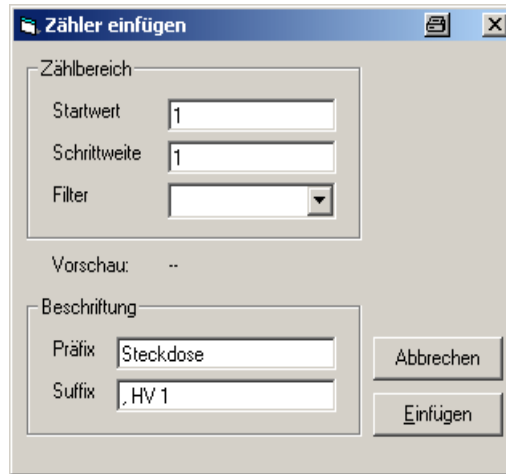 Zähler einfügen
Zählbereich
Startwert 1
Schrittweite 1
Filter
Vorschau: --
Beschriftung
Präfix Steckdose
Suffix , HV 1
Abbrechen
Einfügen